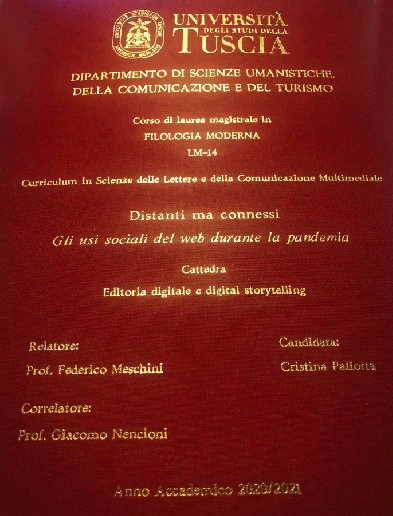 UNIVERSITÀ
DEGLI STUDI DELLA
TUSCIA
DIPARTIMENTO DI SCIENZE UMANISTICHE,
DELLA COMUNICAZIONE E DEL TURISMO
Corso di laurea magistrale in
FILOLOGIA MODERNA
LM-14
Curriculum in Scienze delle Lettere e della Comunicazione Multimediale
Distanti ma connessi
Gli usi sociali del web durante la pandemia
Cattedra
Editoria digitale e digital storytelling
Relatore:
Prof. Federico Meschini
Candidata:
Cristina Pallotta
Correlatore:
Prof. Giacomo Nencioni
Anno Accademico 2020/2021